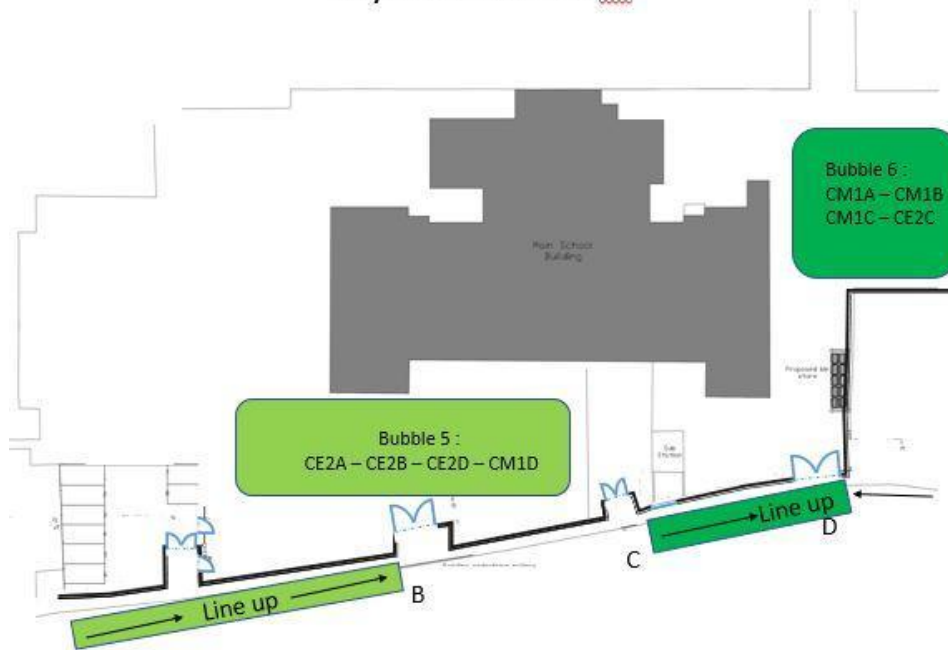 Bubble 6 :
CM1A – CM1B
CM1C – CE2C
Main School
Building
Bubble 5 :
CE2A – CE2B – CE2D – CM1D
Line up
D
C
Line up
B